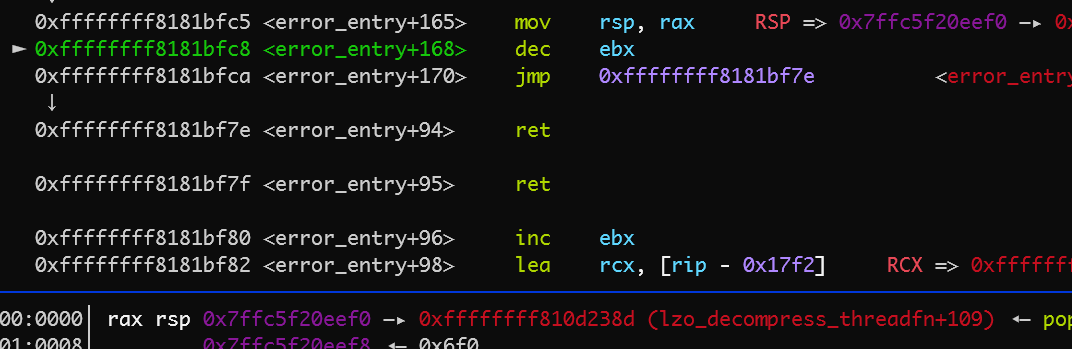 0xffffffff8181bfc5 <error_entry+165> mov rsp, rax RSP => 0x7ffc5f20eef0 —▸ 0x
► 0xffffffff8181bfc8 <error_entry+168> dec ebx
0xffffffff8181bfca <error_entry+170> jmp 0xffffffff8181bf7e <error_entry
↓
0xffffffff8181bf7e <error_entry+94> ret
0xffffffff8181bf7f <error_entry+95> ret
0xffffffff8181bf80 <error_entry+96> inc ebx
0xffffffff8181bf82 <error_entry+98> lea rcx, [rip - 0x17f2] RCX => 0xfffffff
00:0000│ rax rsp 0x7ffc5f20eef0 —▸ 0xffffffff810d238d (lzo_decompress_threadfn+109) ◂— pop
01:0008│ 0x7ffc5f20eef8 ◂— 0x6f0